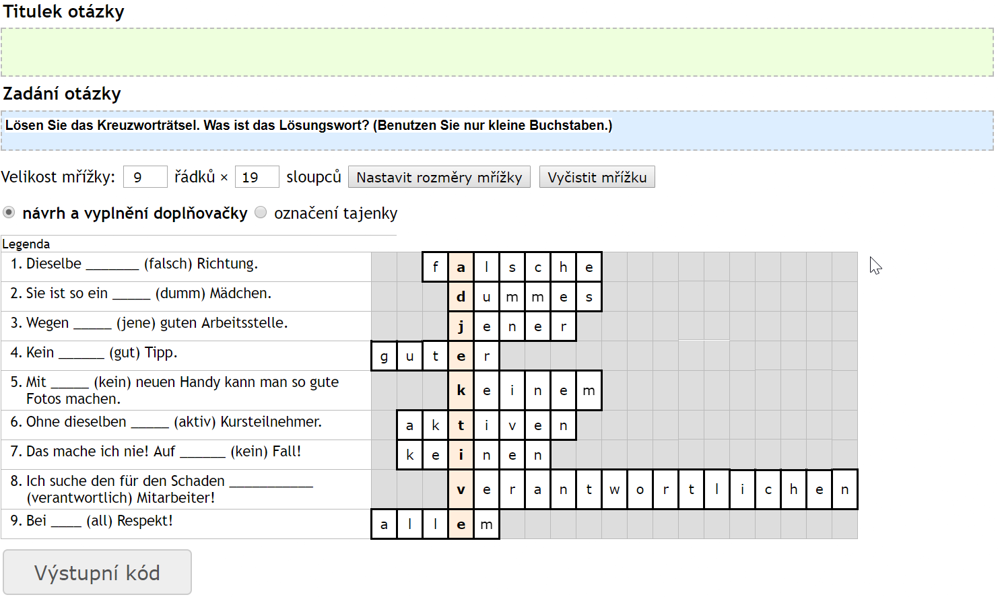 Titulek otázky
Zadání otázky
Lösen Sie das Kreuzworträtsel. Was ist das Lösungswort? (Benutzen Sie nur kleine Buchstaben.)
Velikost mřížky: 9 řádků × 19 sloupců Nastavit rozměry mřížky Vyčistit mřížku
návrh a vyplnění doplňovačky označení tajenky
Legenda
1. Dieselbe _______ (falsch) Richtung. f a l s c h e
2. Sie ist so ein _____ (dumm) Mädchen. d u m m e s
3. Wegen _____ (jene) guten Arbeitsstelle. j e n e r
4. Kein ______ (gut) Tipp. g u t e r
5. Mit _____ (kein) neuen Handy kann man so gute
Fotos machen. k e i n e m
6. Ohne dieselben _____ (aktiv) Kursteilnehmer. a k t i v e n
7. Das mache ich nie! Auf ______ (kein) Fall! k e i n e n
8. Ich suche den für den Schaden ___________
(verantwortlich) Mitarbeiter! v e r a n t w o r t l i c h e n
9. Bei ____ (all) Respekt! a l l e m
Výstupní kód